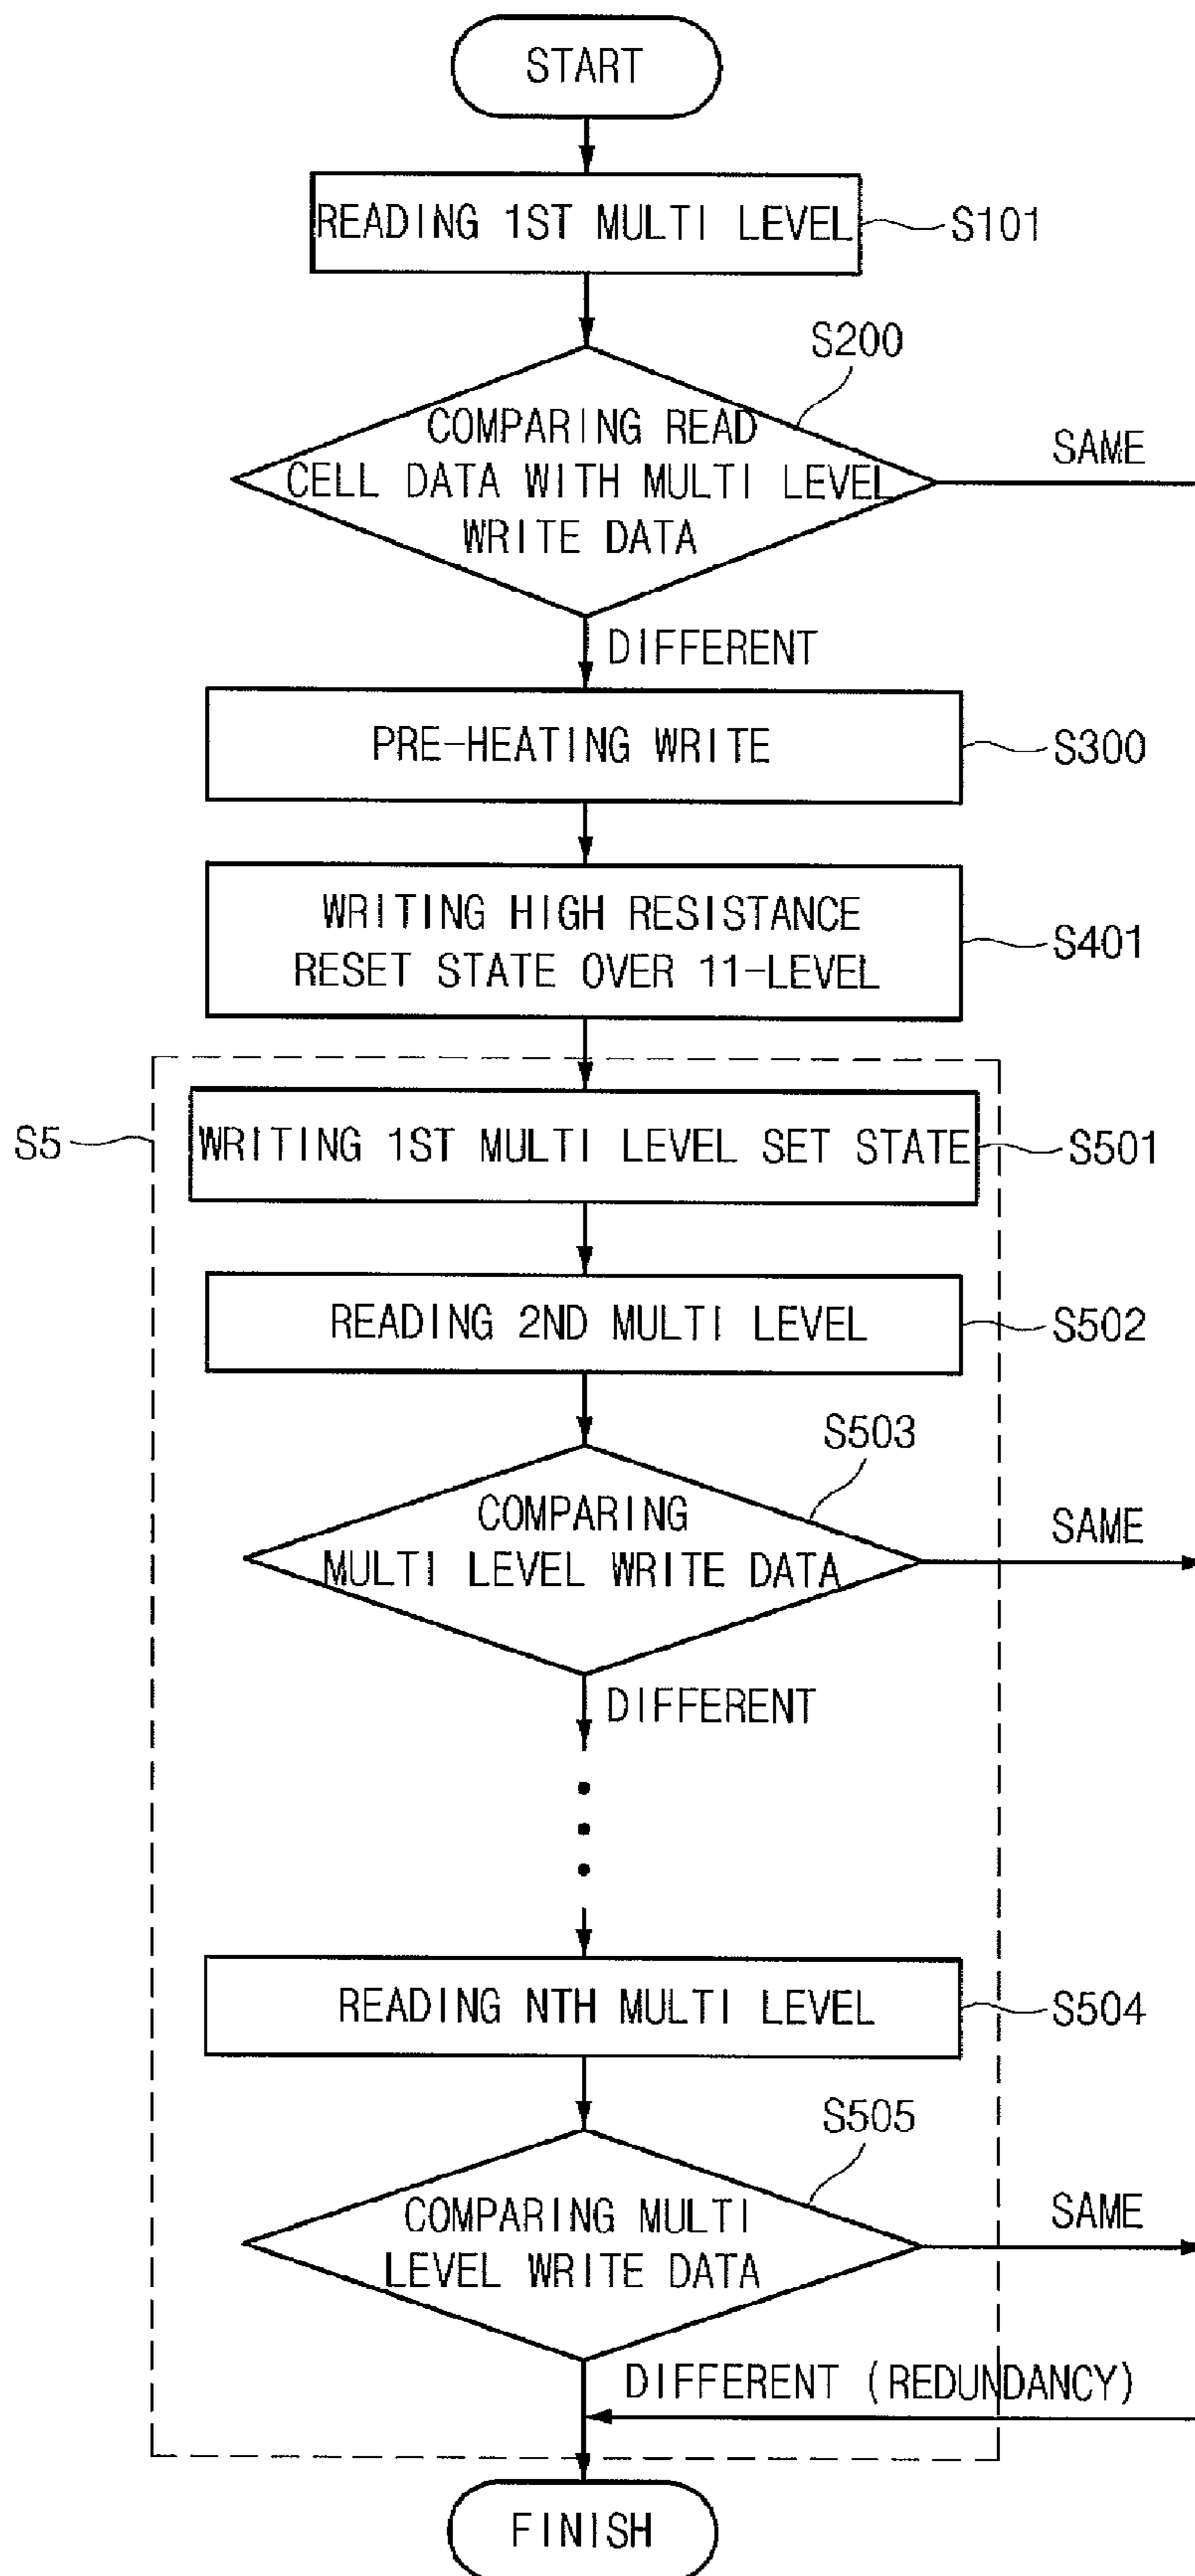 START
READING 1ST MULTI LEVEL
S101
S200
COMPARING READ
CELL DATA WITH MULTI LEVEL
WRITE DATA
SAME
DIFFERENT
PRE-HEATING WRITE
S300
WRITING HIGH RESISTANCE
RESET STATE OVER 11-LEVEL
S401
S5
WRITING 1ST MULTI LEVEL SET STATE
S501
READING 2ND MULTI LEVEL
S502
S503
COMPARING
MULTI LEVEL WRITE DATA
SAME
DIFFERENT
READING NTH MULTI LEVEL
S504
S505
COMPARING MULTI
LEVEL WRITE DATA
SAME
DIFFERENT (REDUNDANCY)
FINISH